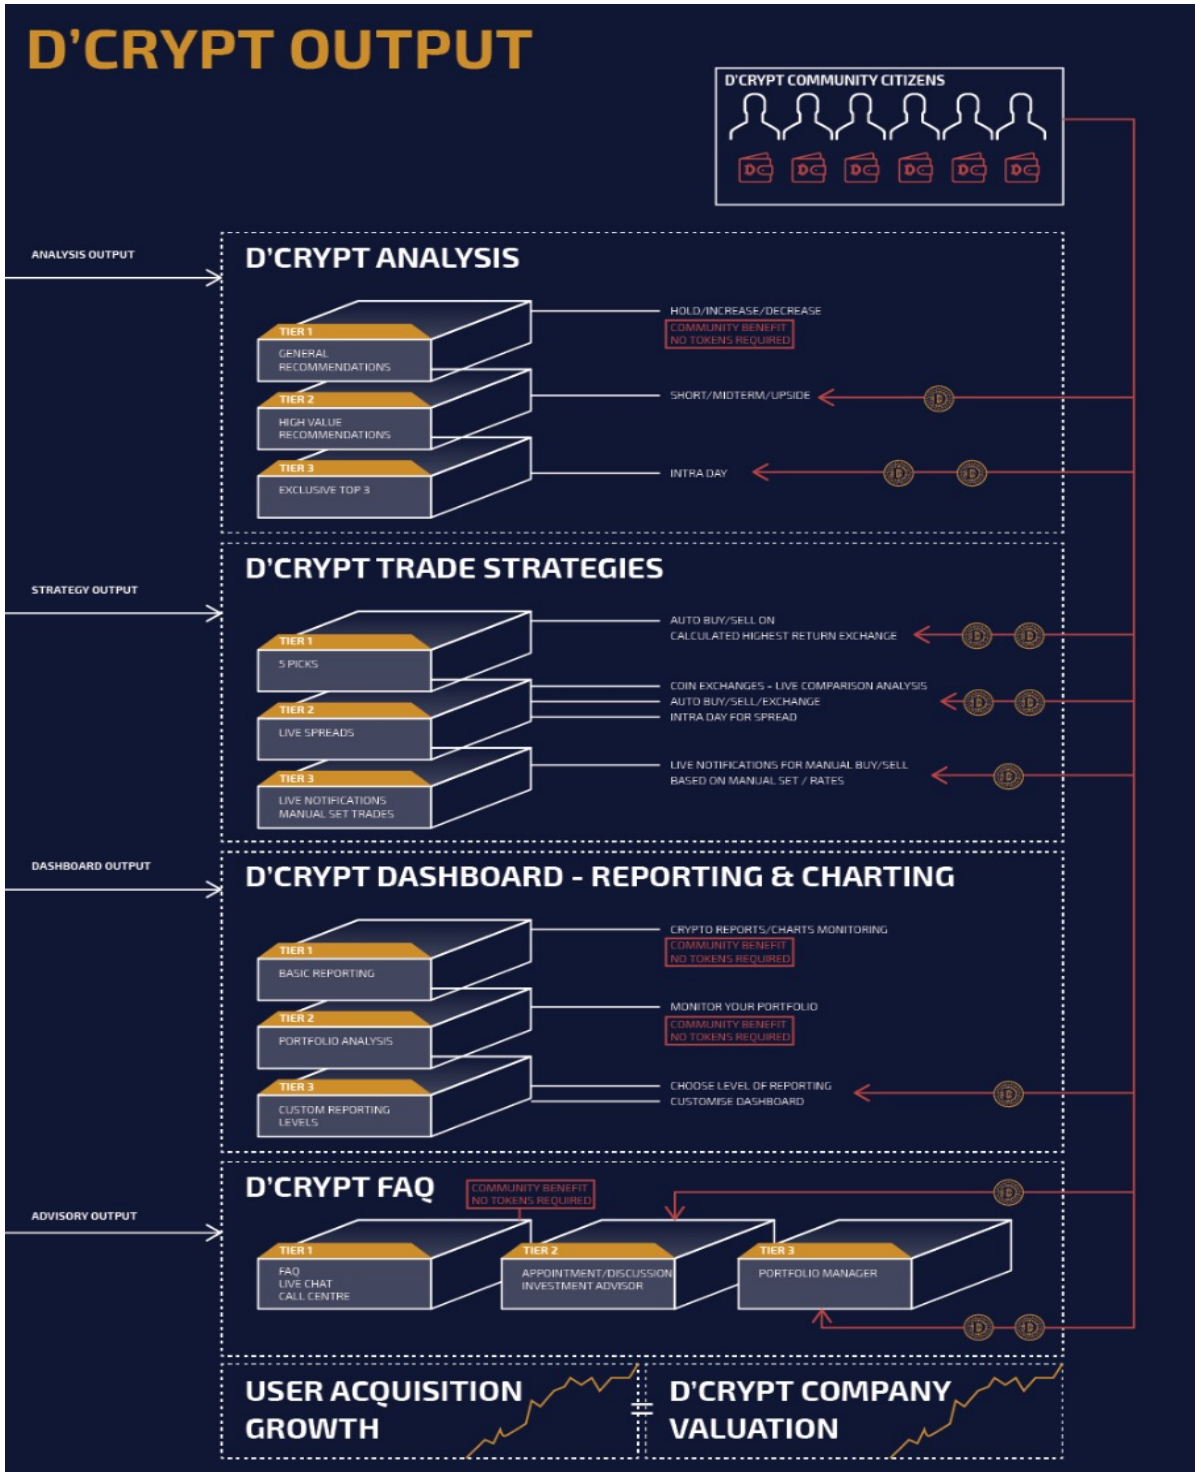 D'CRYPT OUTPUT
D'CRYPT COMMUNITY CITIZENS
ANALYSIS OUTPUT
D'CRYPT ANALYSIS
TIER 1
GENERAL
RECOMMENDATIONS
HOLD/INCREASE/DECREASE
COMMUNITY BENEFIT
NO TOKENS REQUIRED
TIER 2
HIGH VALUE
RECOMMENDATIONS
SHORT/MIDTERM/UPSIDE
TIER 3
EXCLUSIVE TOP 3
INTRA DAY
STRATEGY OUTPUT
D'CRYPT TRADE STRATEGIES
TIER 1
5 PICKS
AUTO BUY/SELL ON
CALCULATED HIGHEST RETURN EXCHANGE
TIER 2
LIVE SPREADS
COIN EXCHANGES - LIVE COMPARISON ANALYSIS
AUTO BUY/SELL/EXCHANGE
INTRA DAY FOR SPREAD
TIER 3
LIVE NOTIFICATIONS
MANUAL SET TRADES
LIVE NOTIFICATIONS FOR MANUAL BUY/SELL
BASED ON MANUAL SET / RATES
DASHBOARD OUTPUT
D'CRYPT DASHBOARD - REPORTING & CHARTING
TIER 1
BASIC REPORTING
CRYPTO REPORTS/CHARTS MONITORING
COMMUNITY BENEFIT
NO TOKENS REQUIRED
TIER 2
PORTFOLIO ANALYSIS
MONITOR YOUR PORTFOLIO
COMMUNITY BENEFIT
NO TOKENS REQUIRED
TIER 3
CUSTOM REPORTING
LEVELS
CHOOSE LEVEL OF REPORTING
CUSTOMISE DASHBOARD
ADVISORY OUTPUT
D'CRYPT FAQ
COMMUNITY BENEFIT
NO TOKENS REQUIRED
TIER 1
FAQ
LIVE CHAT
CALL CENTRE
TIER 2
APPOINTMENT/DISCUSSION
INVESTMENT ADVISOR
TIER 3
PORTFOLIO MANAGER
USER ACQUISITION
GROWTH
D'CRYPT COMPANY
VALUATION